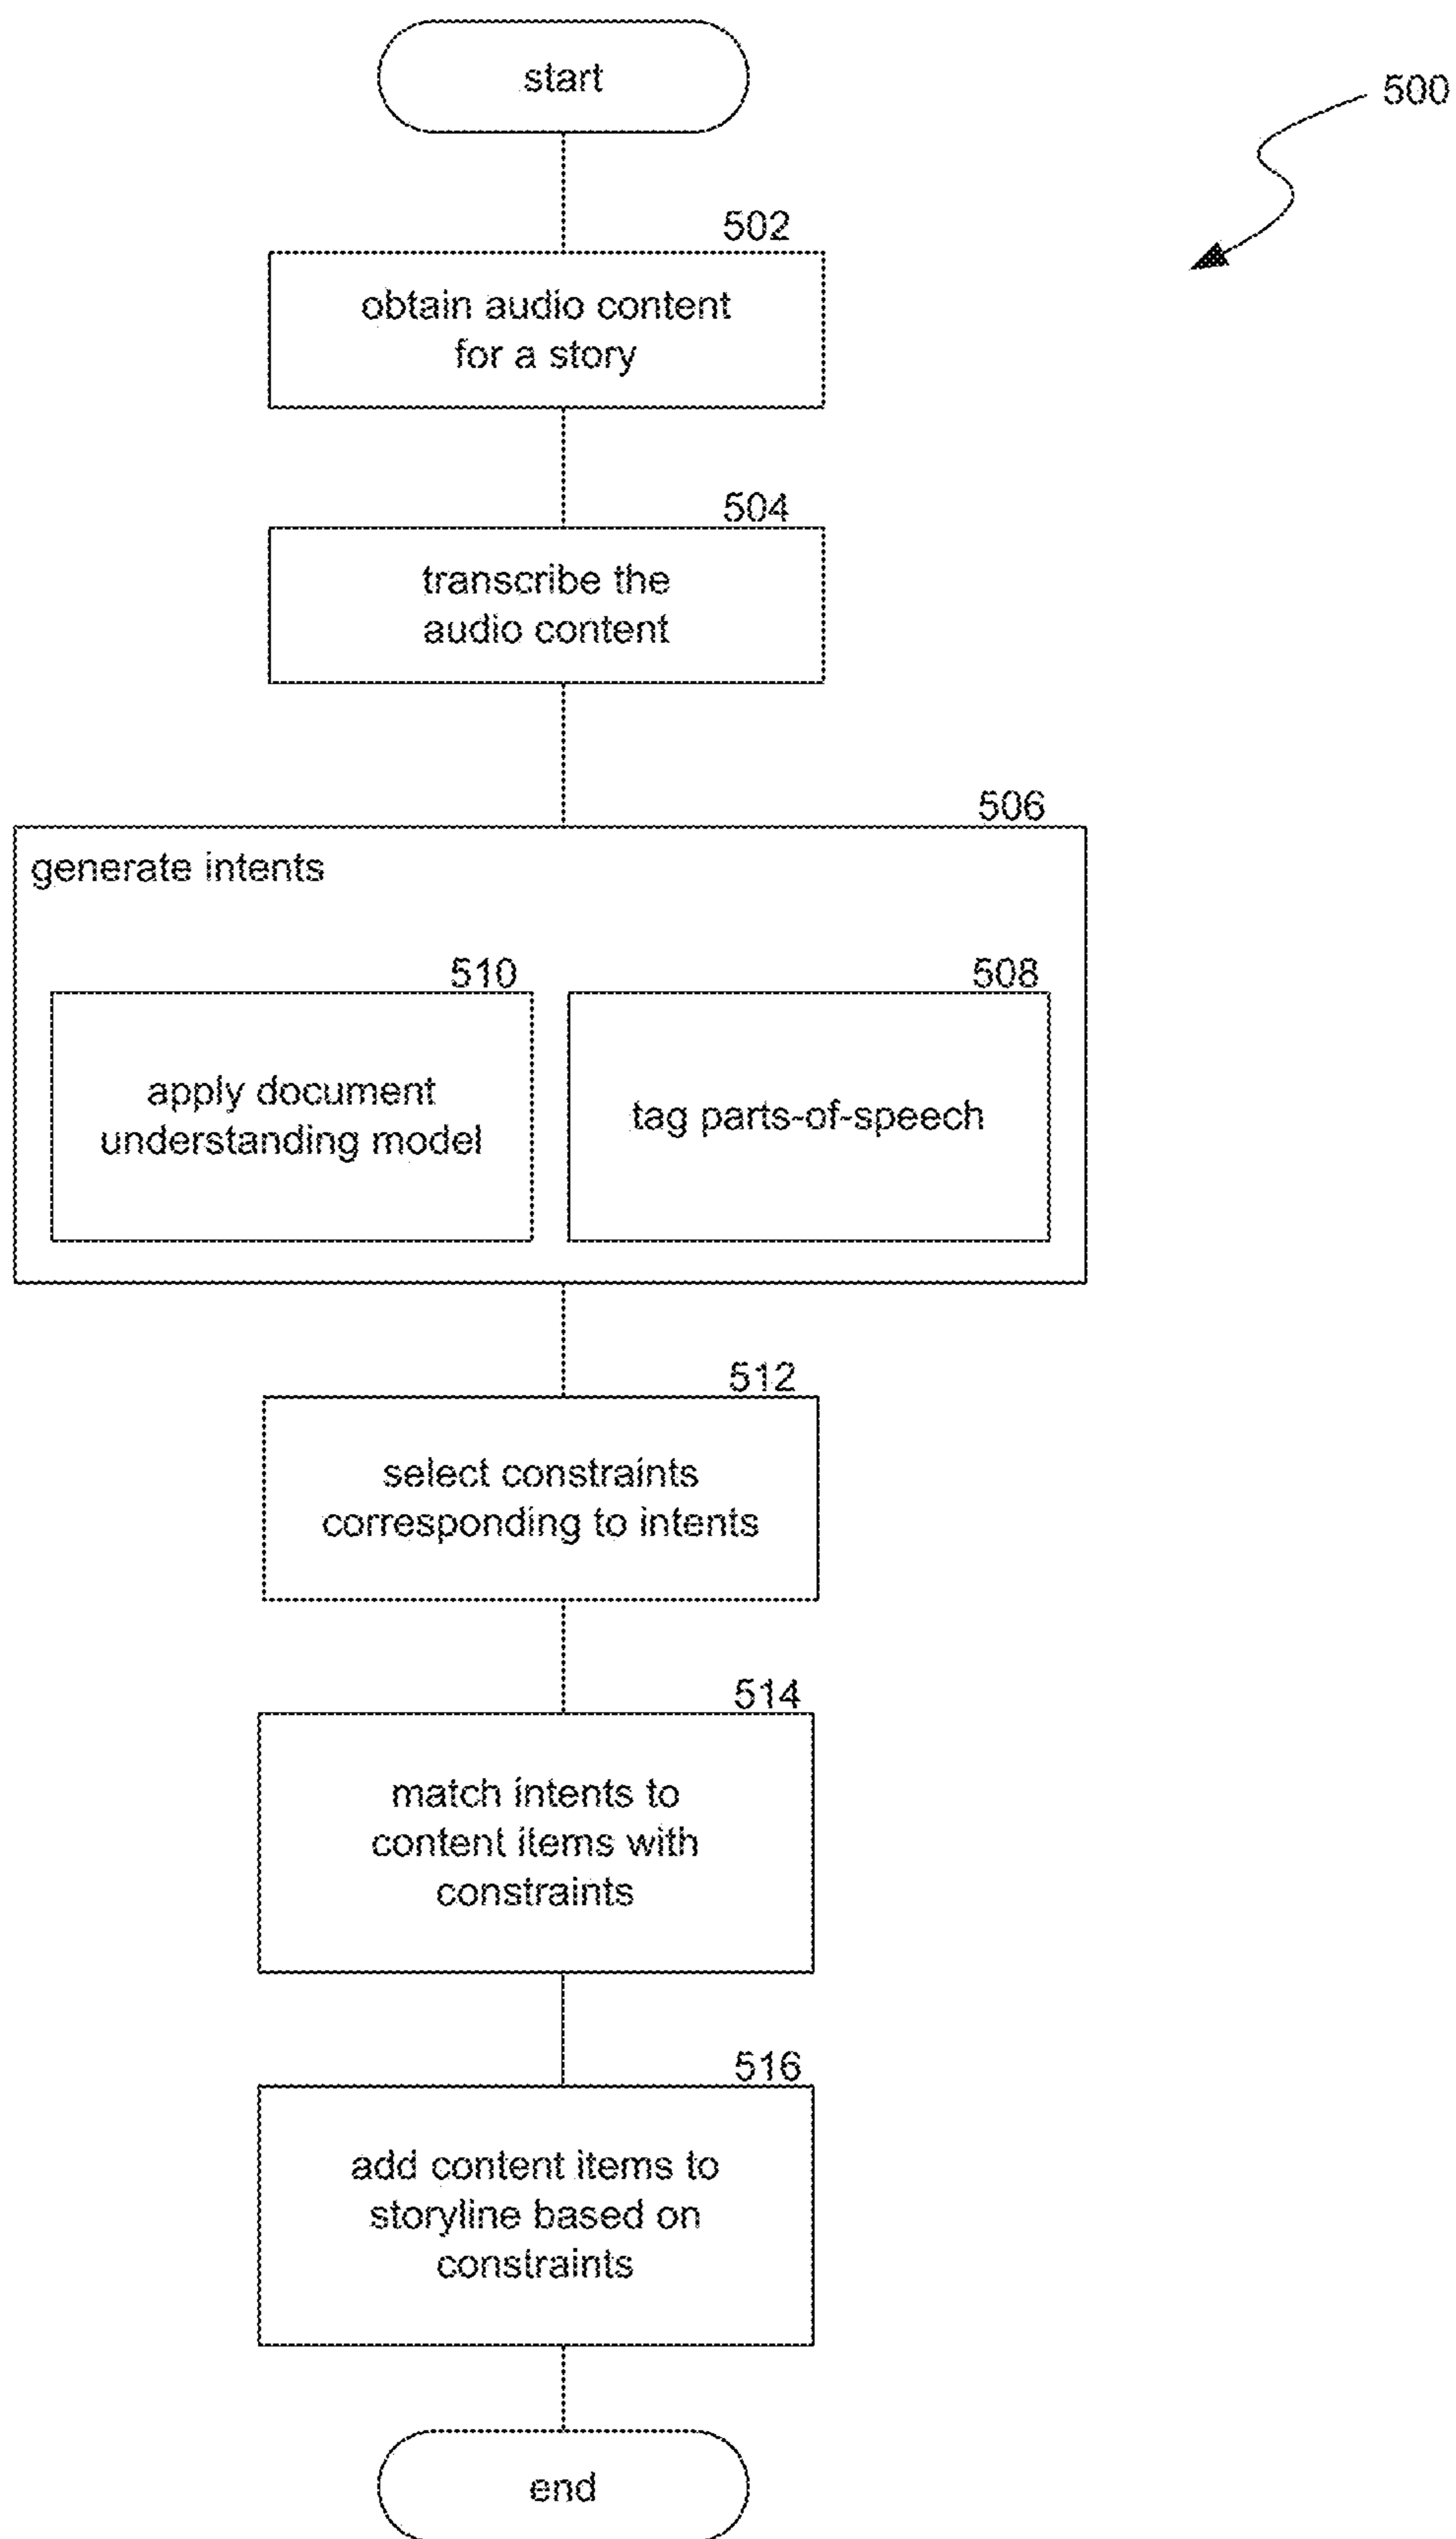 start
500
502
obtain audio content
for a story
504
transcribe the
audio content
506
generate intents
510
apply document
understanding model
508
tag parts-of-speech
512
select constraints
corresponding to intents
514
match intents to
content items with
constraints
516
add content items to
storyline based on
constraints
end